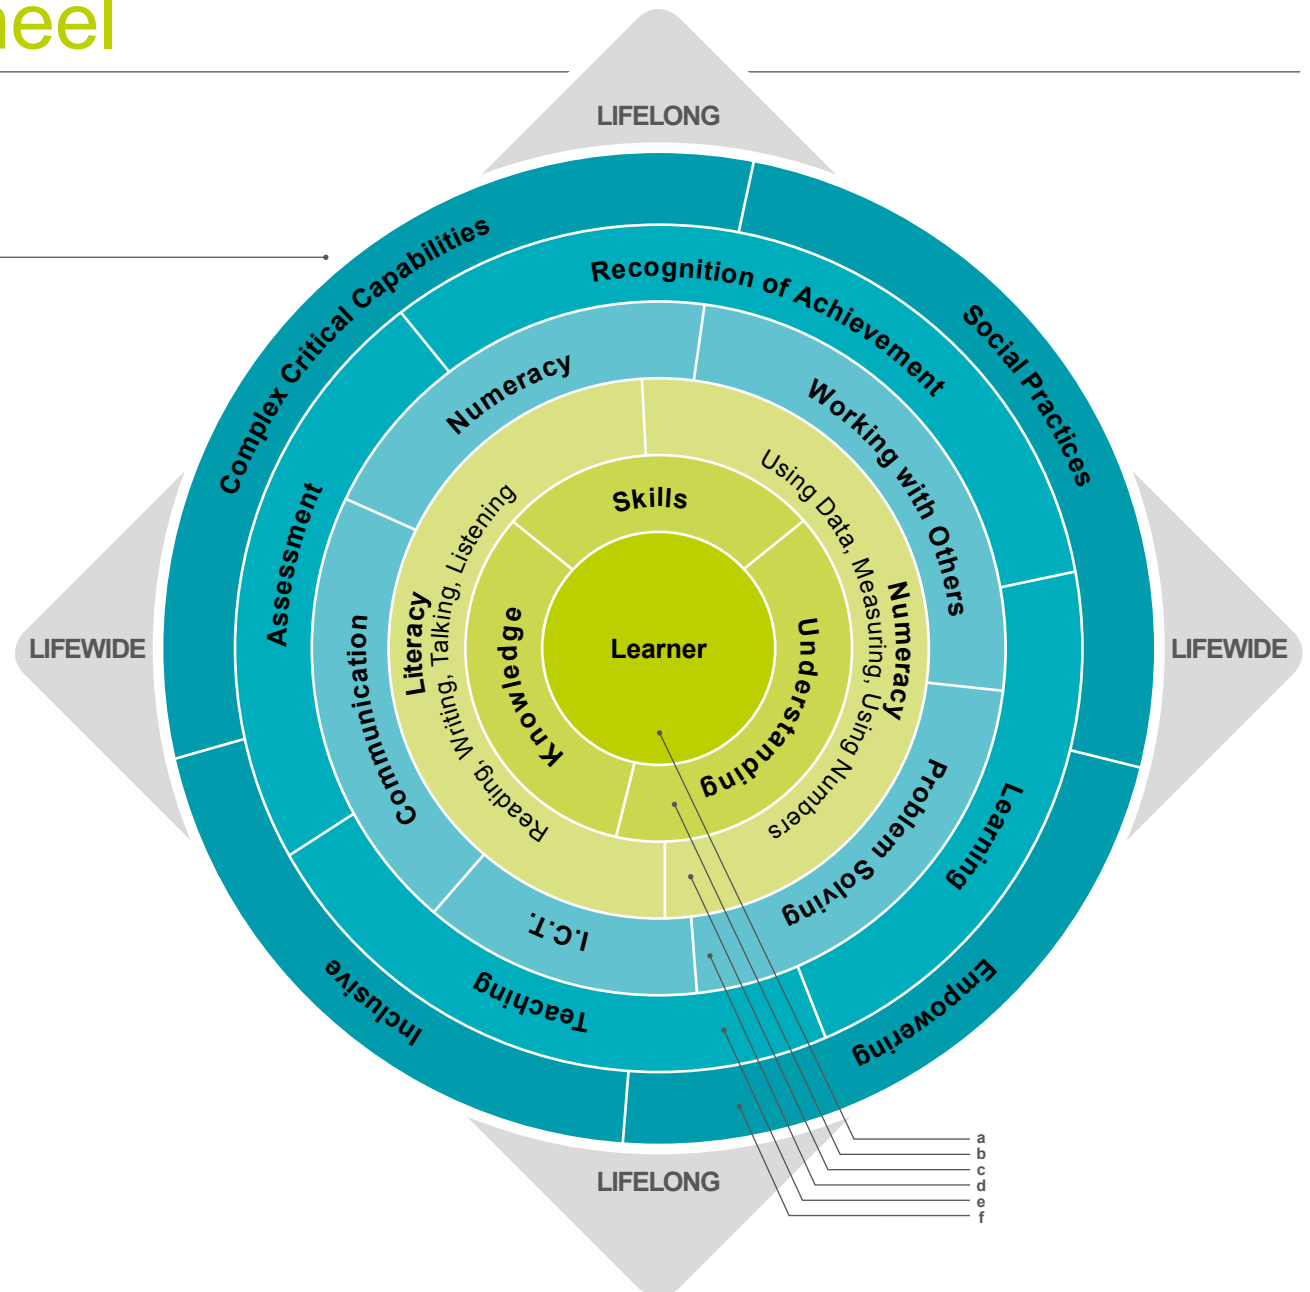 heel
LIFELONG
Complex Critical Capabilities
Social Practices
Recognition of Achievement
Numeracy
Working with Others
Using Data, Measuring, Using Numbers
Numeracy
Skills
Assessment
Literacy
Reading, Writing, Talking, Listening
Knowledge
Learner
Understanding
LIFEWIDE
LIFEWIDE
Communication
Problem Solving
Learning
I.C.T.
Teaching
Inclusive
Empowering
LIFELONG
a
b
c
d
e
f